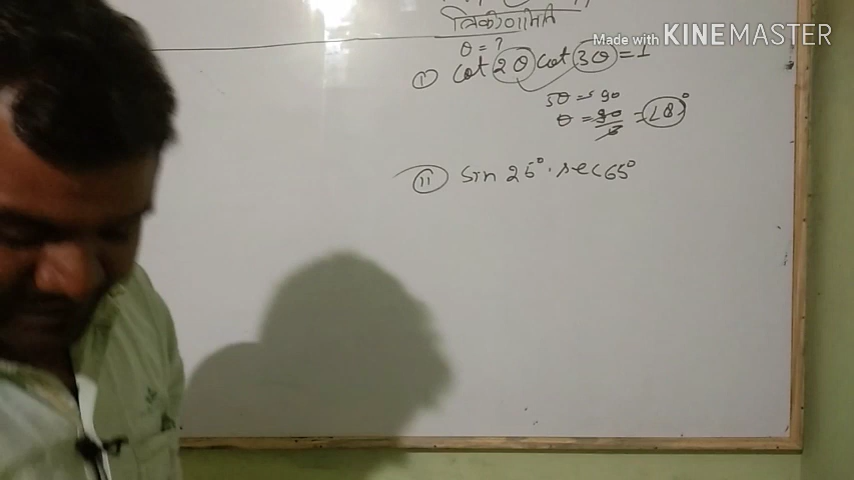 त्रिकोणमिति
Made with KINEMASTER
θ = ?
(i) cot 2θ cot 3θ = 1
5θ = 90
θ = 90/5 = 18°
(ii) sin 25° . sec 65°